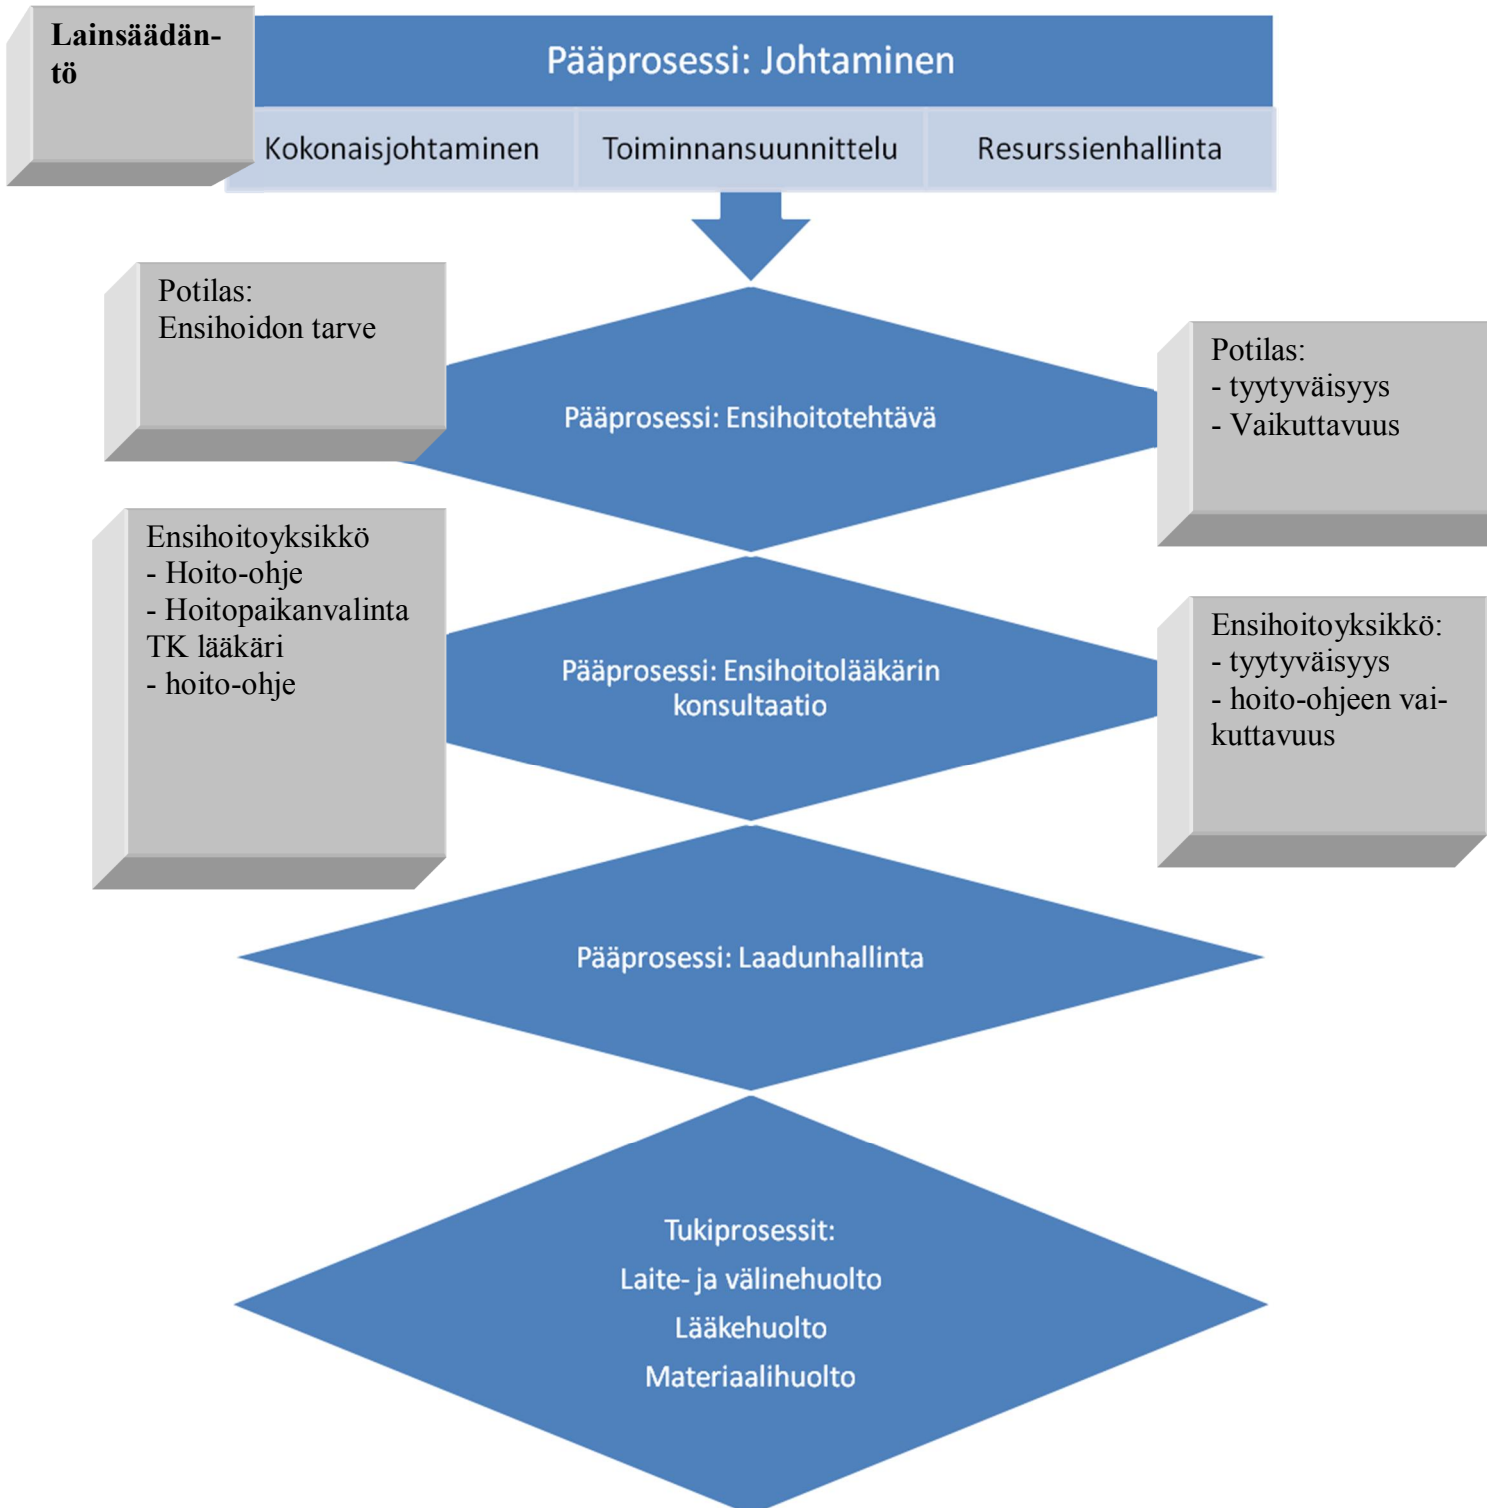 Lainsäädän-
tö
Pääprosessi: Johtaminen
Kokonaisjohtaminen
Toiminnansuunnittelu
Resurssienhallinta
Potilas:
Ensihoidon tarve
Pääprosessi: Ensihoitotehtävä
Potilas:
- tyytyväisyys
- Vaikuttavuus
Ensihoitoyksikkö
- Hoito-ohje
- Hoitopaikanvalinta
TK lääkäri
- hoito-ohje
Pääprosessi: Ensihoitolääkärin
konsultaatio
Ensihoitoyksikkö:
- tyytyväisyys
- hoito-ohjeen vai-
kuttavuus
Pääprosessi: Laadunhallinta
Tukiprosessit:
Laite- ja välinehuolto
Lääkehuolto
Materiaalihuolto